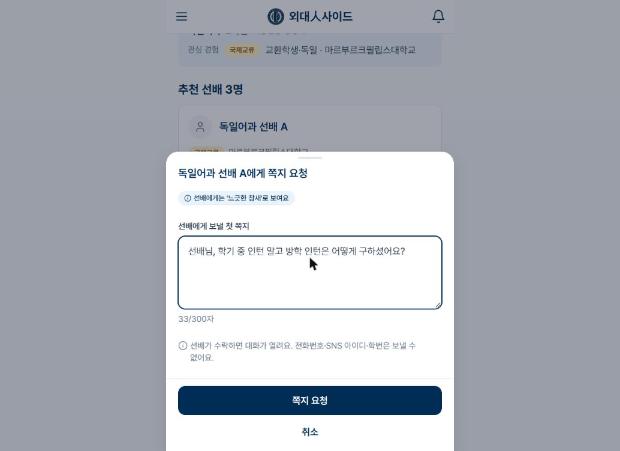 외대人사이드
관심 경험 국제교류 교환학생·독일 · 마르부르크필립스대학교
추천 선배 3명
독일어과 선배 A
독일어과 선배 A에게 쪽지 요청
선배에게는 '느긋한 참새'로 보여요
선배에게 보낼 첫 쪽지
선배님, 학기 중 인턴 말고 방학 인턴은 어떻게 구하셨어요?
33/300자
선배가 수락하면 대화가 열려요. 전화번호·SNS 아이디·학번은 보낼 수
없어요.
쪽지 요청
취소